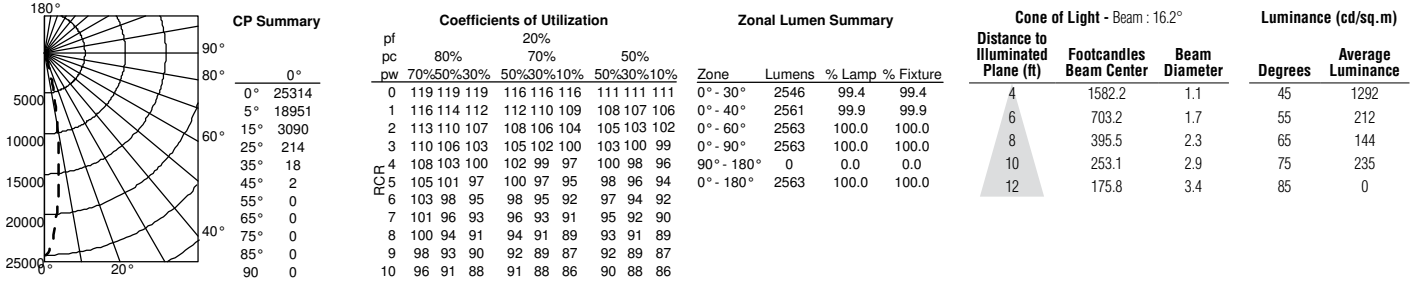 180°
90°
80°
60°
40°
5000
10000
15000
20000
25000
0°
20°
CP Summary
0°
0° 25314
5° 18951
15° 3090
25° 214
35° 18
45° 2
55° 0
65° 0
75° 0
85° 0
90 0
Coefficients of Utilization
pf 20%
pc 80% 70% 50%
pw 70%50%30% 50%30%10% 50%30%10%
RCR
0 119 119 119 116 116 116 111 111 111
1 116 114 112 112 110 109 108 107 106
2 113 110 107 108 106 104 105 103 102
3 110 106 103 105 102 100 103 100 99
4 108 103 100 102 99 97 100 98 96
5 105 101 97 100 97 95 98 96 94
6 103 98 95 98 95 92 97 94 92
7 101 96 93 96 93 91 95 92 90
8 100 94 91 94 91 89 93 91 89
9 98 93 90 92 89 87 92 89 87
10 96 91 88 91 88 86 90 88 86
Zonal Lumen Summary
Zone Lumens % Lamp % Fixture
0° - 30° 2546 99.4 99.4
0° - 40° 2561 99.9 99.9
0° - 60° 2563 100.0 100.0
0° - 90° 2563 100.0 100.0
90° - 180° 0 0.0 0.0
0° - 180° 2563 100.0 100.0
Cone of Light - Beam : 16.2°
Distance to
Illuminated Footcandles Beam
Plane (ft) Beam Center Diameter
4 1582.2 1.1
6 703.2 1.7
8 395.5 2.3
10 253.1 2.9
12 175.8 3.4
Luminance (cd/sq.m)
Average
Degrees Luminance
45 1292
55 212
65 144
75 235
85 0